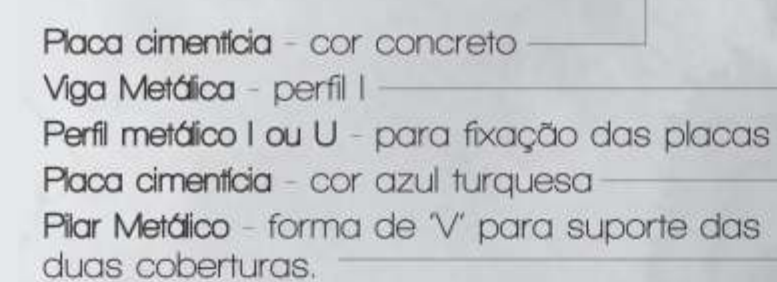 Placa cimentícia - cor concreto
Viga Metálica - perfil I
Perfil metálico I ou U - para fixação das placas
Placa cimentícia - cor azul turquesa
Pilar Metálico - forma de 'V' para suporte das
duas coberturas.